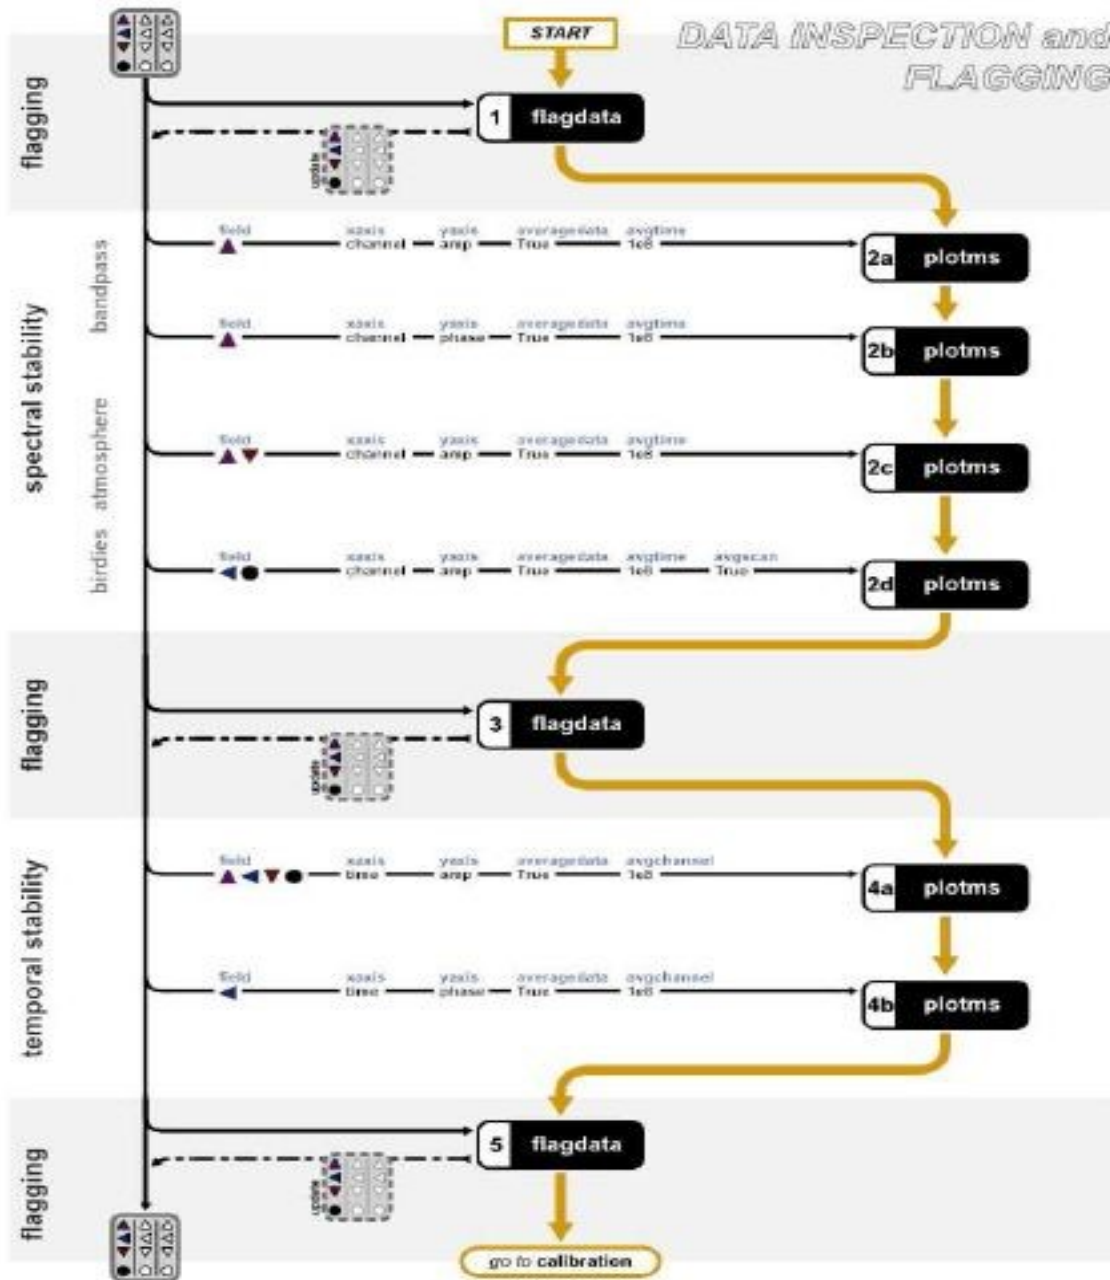 START
DATA INSPECTION and
FLAGGING
flagging
1 flagdata
update
spectral stability
bandpass
field xaxis yaxis averagedata avgtime
channel amp True 1e8
2a plotms
field xaxis yaxis averagedata avgtime
channel phase True 1e8
2b plotms
birdies atmosphere
field xaxis yaxis averagedata avgtime
channel amp True 1e8
2c plotms
field xaxis yaxis averagedata avgtime avgscan
channel amp True 1e8 True
2d plotms
flagging
3 flagdata
update
temporal stability
field xaxis yaxis averagedata avgchannel
time amp True 1e8
4a plotms
field xaxis yaxis averagedata avgchannel
time phase True 1e8
4b plotms
flagging
5 flagdata
update
go to calibration